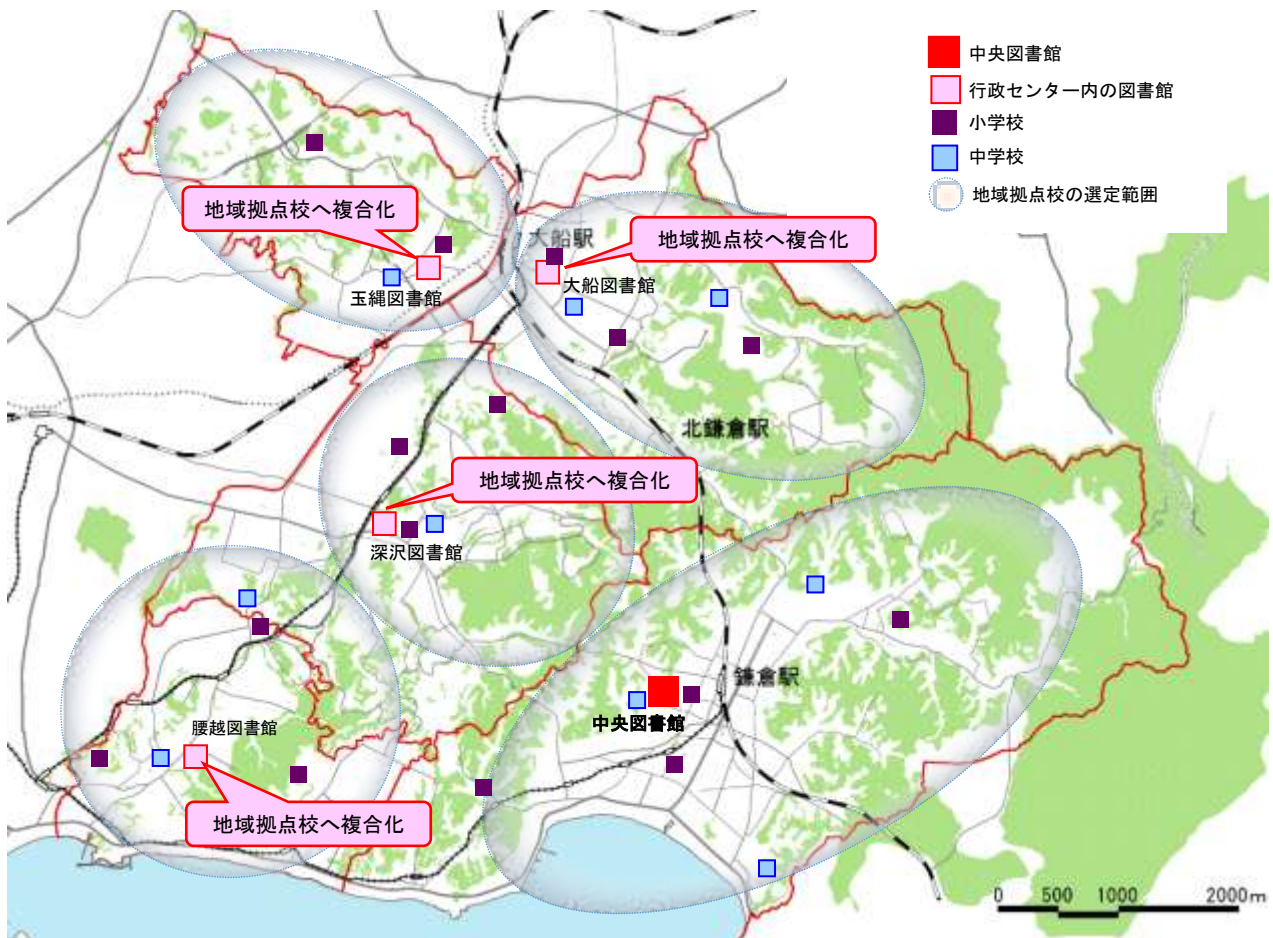 中央図書館
行政センター内の図書館
小学校
中学校
地域拠点校の選定範囲
地域拠点校へ複合化
大船駅
地域拠点校へ複合化
玉縄図書館
大船図書館
北鎌倉駅
地域拠点校へ複合化
深沢図書館
鎌倉駅
中央図書館
腰越図書館
地域拠点校へ複合化
0 500 1000 2000m